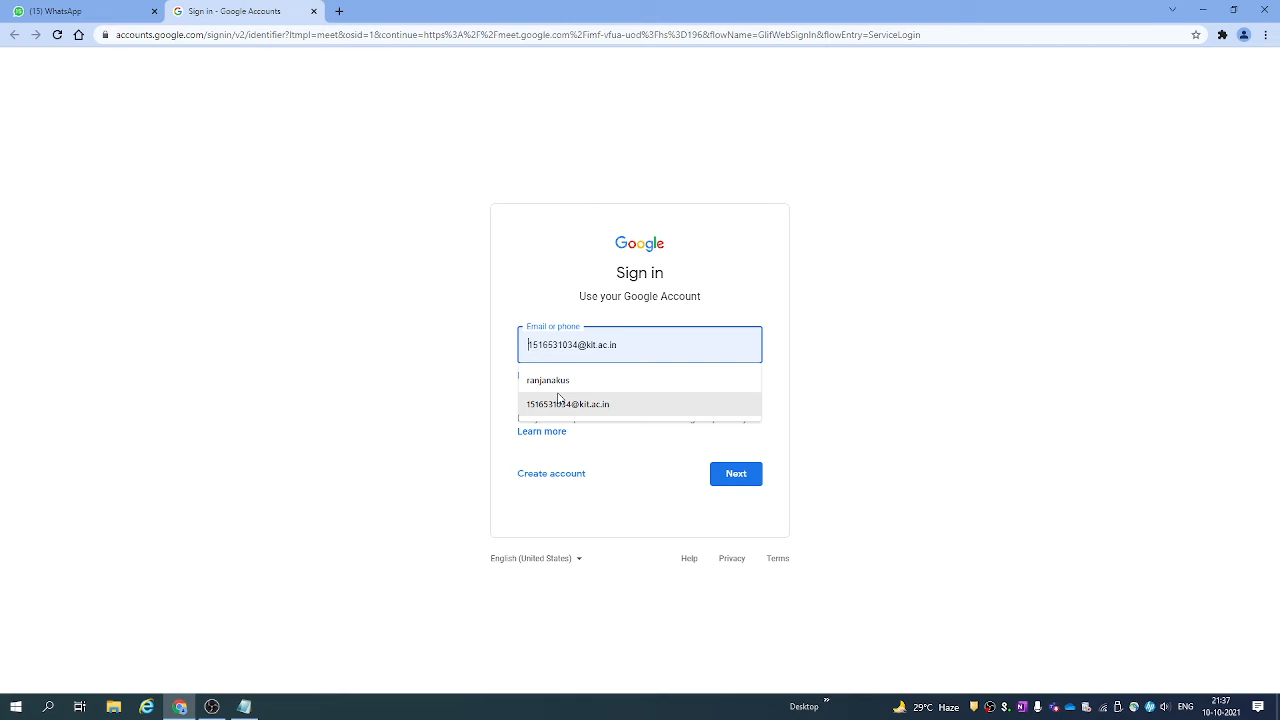 (15) WhatsApp
Sign in - Google Accounts
accounts.google.com/signin/v2/identifier?ltmpl=meet&osid=1&continue=https%3A%2F%2Fmeet.google.com%2Fimf-vfua-uod%3Fhs%3D196&flowName=GlifWebSignIn&flowEntry=ServiceLogin
Google
Sign in
Use your Google Account
Email or phone
1516531034@kit.ac.in
ranjanakus
1516531034@kit.ac.in
Learn more
Create account
Next
English (United States)
Help
Privacy
Terms
Desktop
29°C Haze
ENG
21:37
10-10-2021